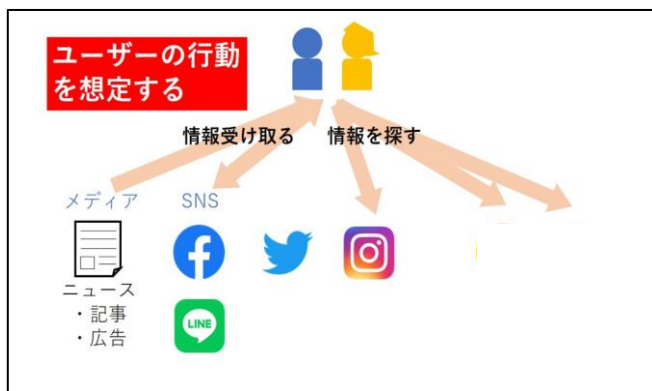 ユーザーの行動
を想定する
情報受け取る
情報を探す
メディア
SNS
ニュース
・記事
・広告
LINE